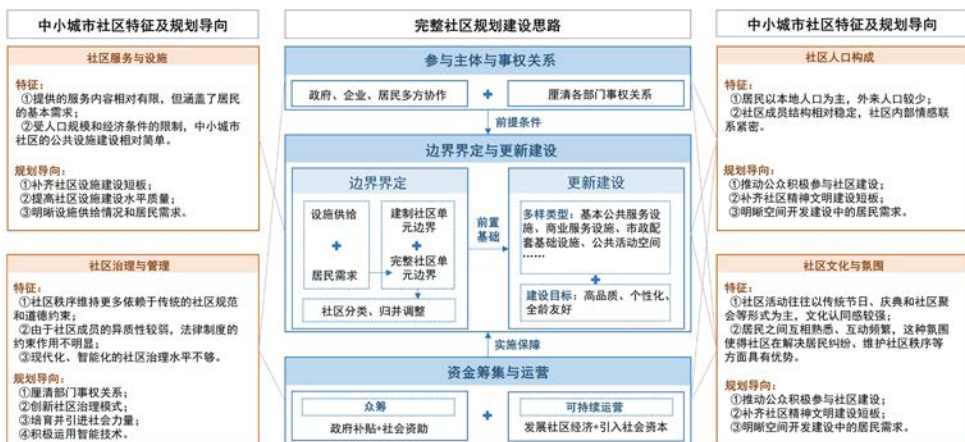 中小城市社区特征及规划导向
社区服务与设施
特征：
①提供的服务内容相对有限，但涵盖了居民
的基本需求；
②受人口规模和经济条件的限制，中小城市
社区的公共设施建设相对简单。
规划导向：
①补齐社区设施建设短板；
②提高社区设施建设水平质量；
③明晰设施供给情况和居民需求。
社区治理与管理
特征：
①社区秩序维持更多依赖于传统的社区规范
和道德约束；
②由于社区成员的异质性较弱，法律制度的
约束作用不明显；
③现代化、智能化的社区治理水平不够。
规划导向：
①厘清部门事权关系；
②创新社区治理模式；
③培育并引进社会力量；
④积极运用智能技术。
完整社区规划建设思路
参与主体与事权关系
政府、企业、居民多方协作
+
厘清各部门事权关系
前提条件
边界界定与更新建设
边界界定
设施供给
+
居民需求
建制社区单
元边界
+
完整社区单
元边界
社区分类、归并调整
前置
基础
更新建设
多样类型：基本公共服务设
施、商业服务设施、市政配
套基础设施、公共活动空间
……
+
建设目标：高品质、个性化、
全龄友好
实施保障
资金筹集与运营
众筹
政府补贴+社会资助
+
可持续运营
发展社区经济+引入社会资本
中小城市社区特征及规划导向
社区人口构成
特征：
①居民以本地人口为主，外来人口较少；
②社区成员结构相对稳定，社区内部情感联
系紧密。
规划导向：
①推动公众积极参与社区建设；
②补齐社区精神文明建设短板；
③明晰空间开发建设中的居民需求。
社区文化与氛围
特征：
①社区活动往往以传统节日、庆典和社区聚
会等形式为主，文化认同感较强；
②居民之间互相熟悉、互动频繁，这种氛围
使得社区在解决居民纠纷、维护社区秩序等
方面具有优势。
规划导向：
①推动公众积极参与社区建设；
②补齐社区精神文明建设短板；
③明晰空间开发建设中的居民需求。